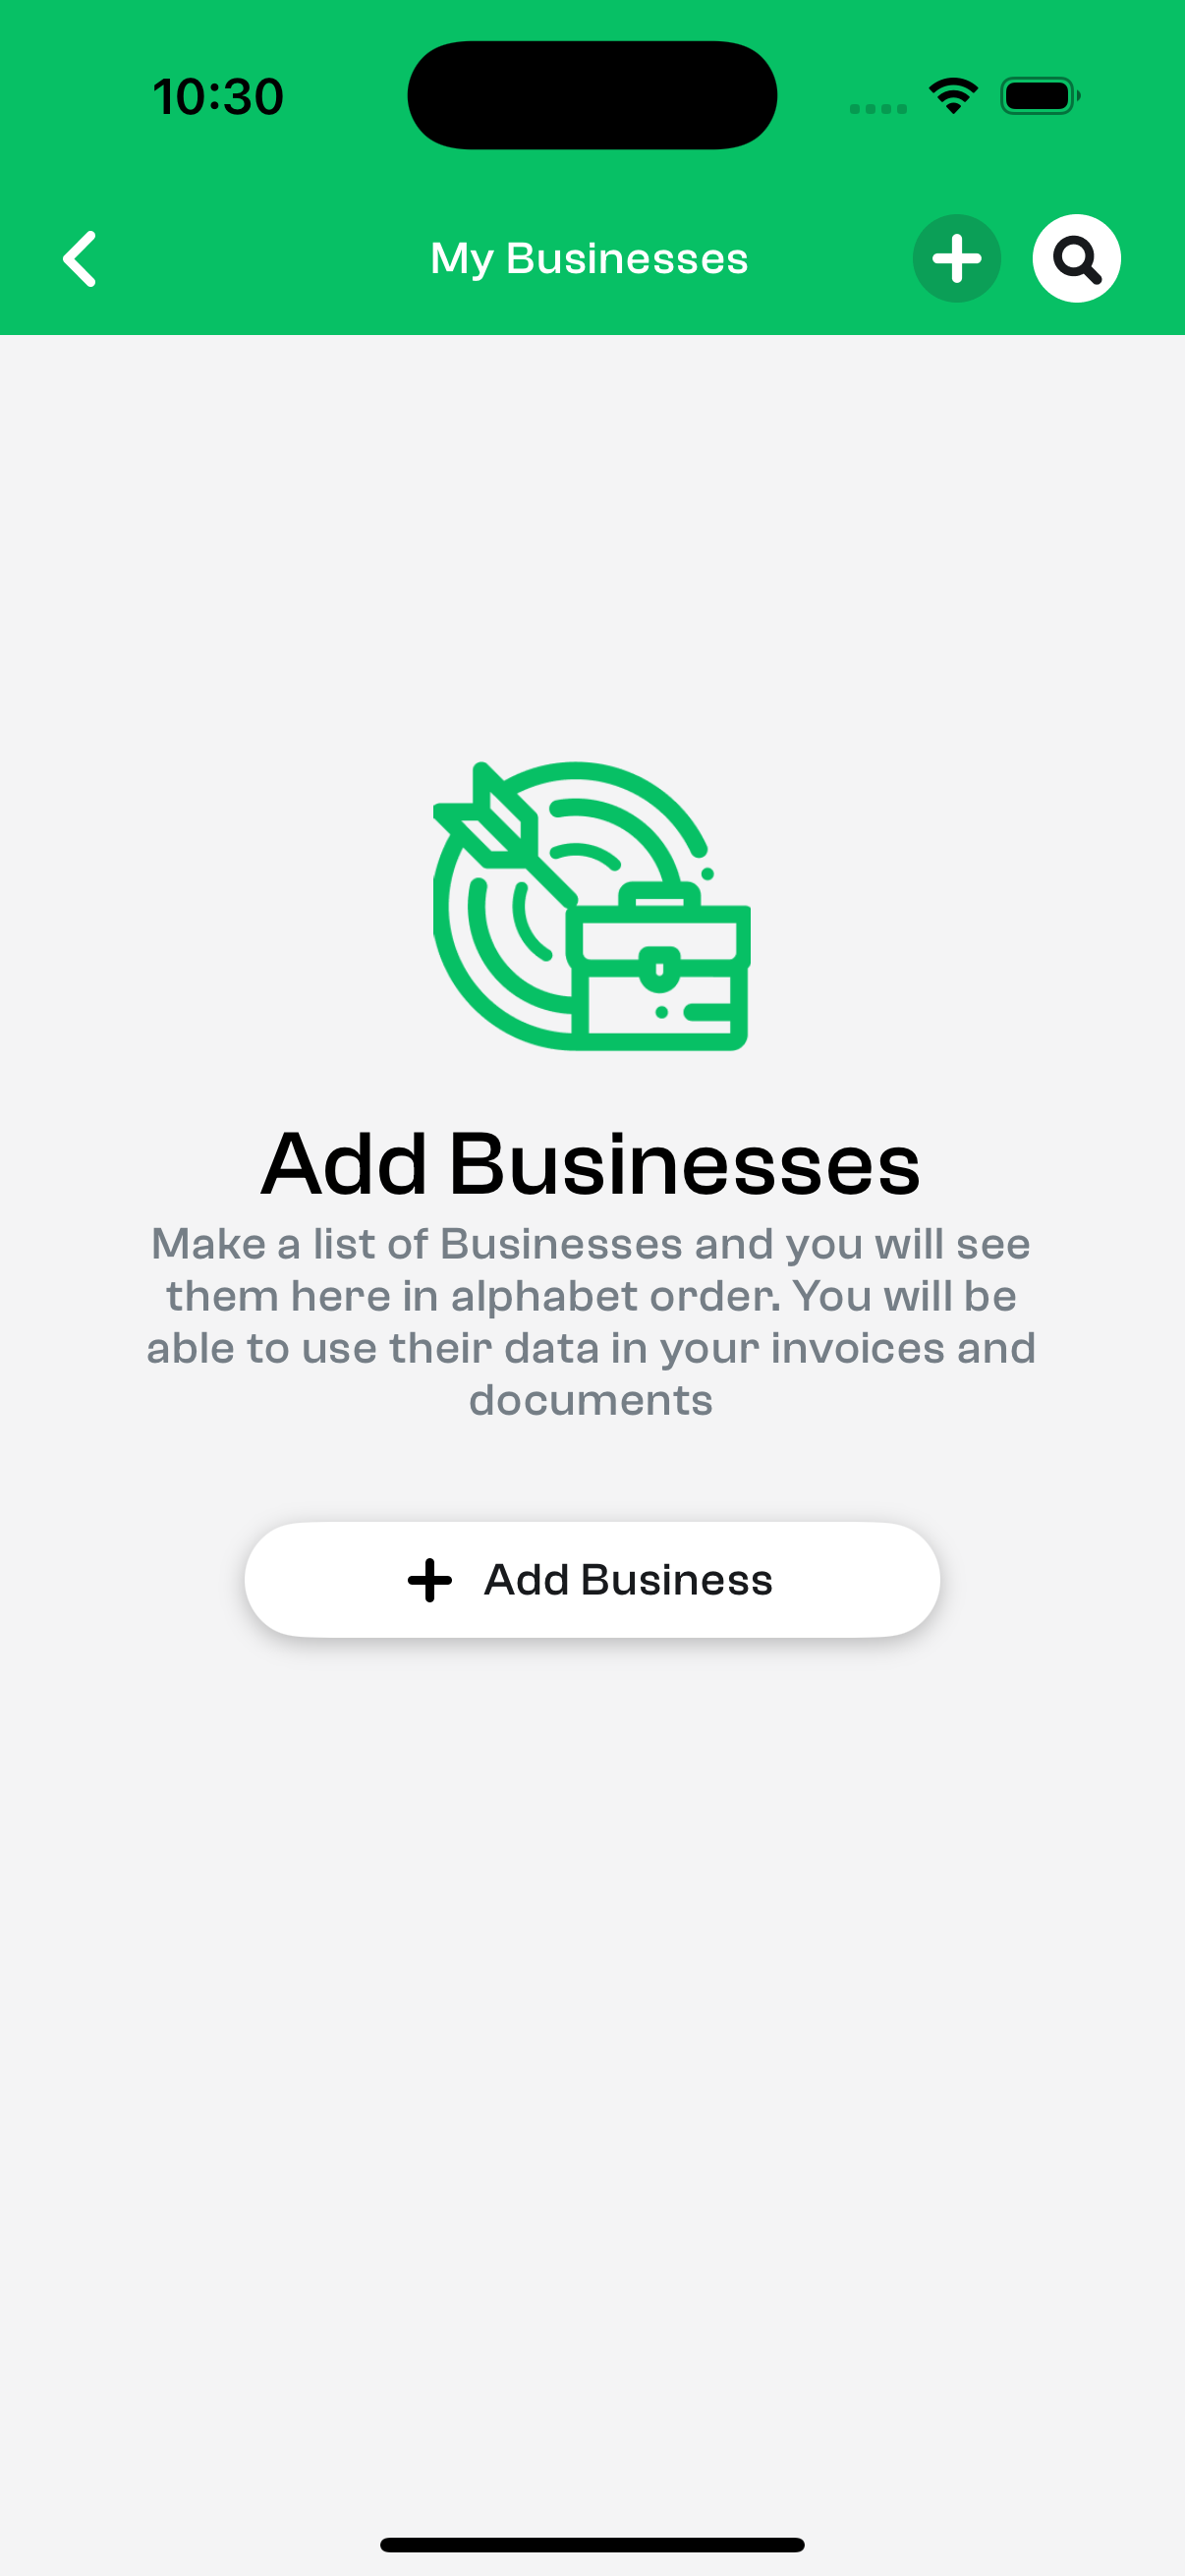 10:30
My Businesses
Add Businesses
Make a list of Businesses and you will see
them here in alphabet order. You will be
able to use their data in your invoices and
documents
Add Business